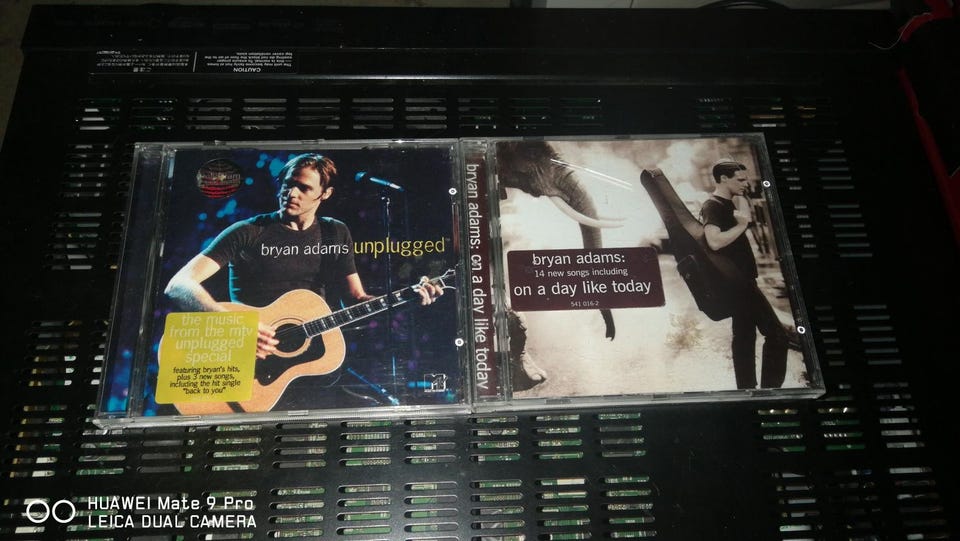 CAUTION
bryan adams unplugged
the music
from the mtv
unplugged
special
featuring bryan's hits,
plus 3 new songs,
including the hit single
"back to you"
bryan adams: on a day like today
bryan adams:
14 new songs including
on a day like today
541 016-2
HUAWEI Mate 9 Pro
LEICA DUAL CAMERA